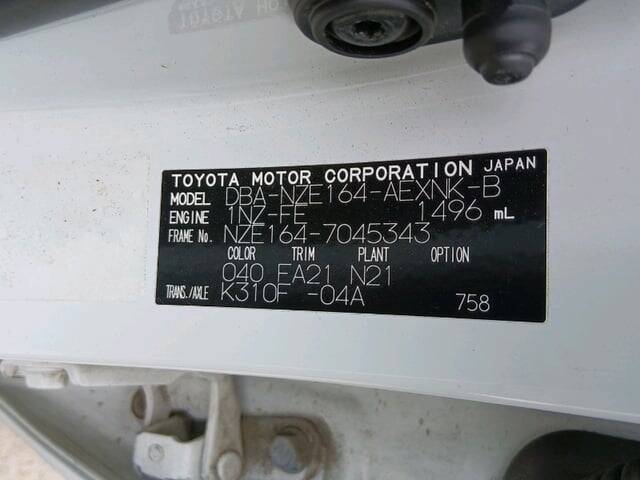 TOYOTA MOTOR CORPORATION JAPAN
MODEL DBA-NZE164-AEXNK-B
ENGINE 1NZ-FE 1496 mL
FRAME No. NZE164-7045343
COLOR TRIM PLANT OPTION
040 FA21 N21
TRANS./AXLE K310F -04A 758